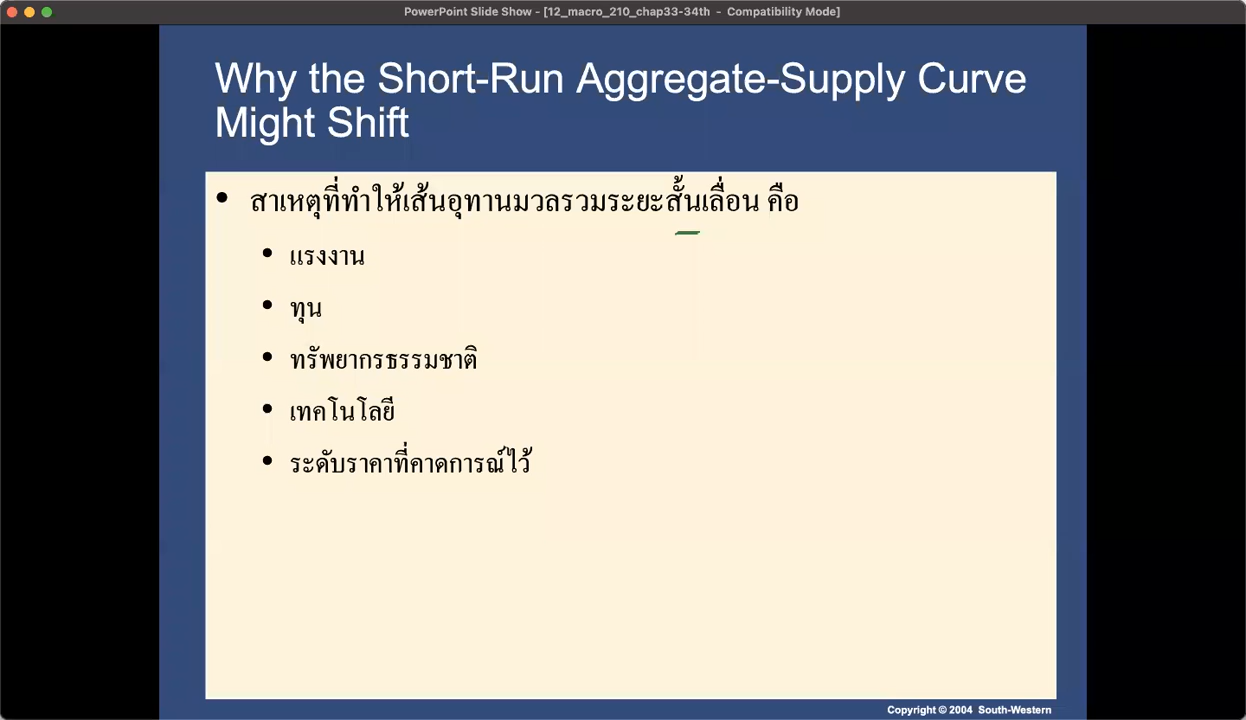 PowerPoint Slide Show - [12_macro_210_chap33-34th - Compatibility Mode]
Why the Short-Run Aggregate-Supply Curve
Might Shift
• สาเหตุที่ทำให้เส้นอุทานมวลรวมระยะสั้นเลื่อน คือ
• แรงงาน
• ทุน
• ทรัพยากรธรรมชาติ
• เทคโนโลยี
• ระดับราคาที่คาดการณ์ไว้
Copyright © 2004 South-Western